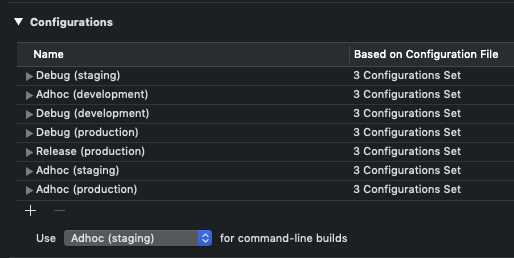 Configurations
Name Based on Configuration File
Debug (staging) 3 Configurations Set
Adhoc (development) 3 Configurations Set
Debug (development) 3 Configurations Set
Debug (production) 3 Configurations Set
Release (production) 3 Configurations Set
Adhoc (staging) 3 Configurations Set
Adhoc (production) 3 Configurations Set
Use Adhoc (staging) for command-line builds